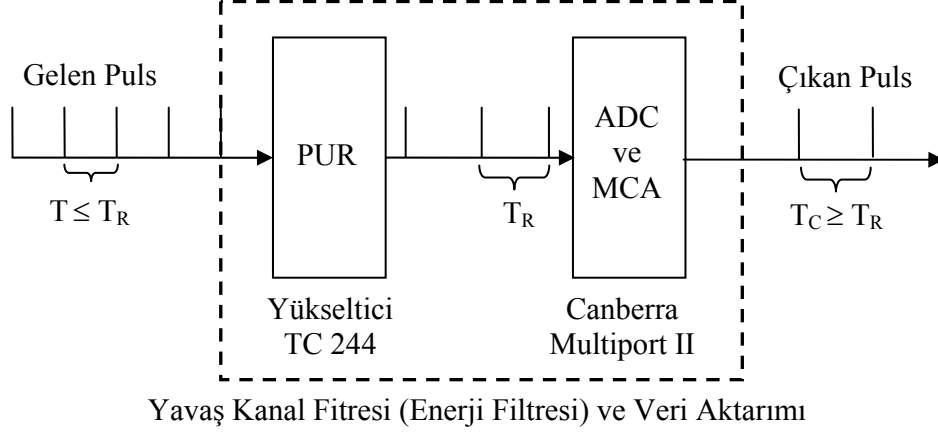 Gelen Puls
T ≤ TR
PUR
Yükseltici
TC 244
TR
ADC
ve
MCA
Canberra
Multiport II
Çıkan Puls
TC ≥ TR
Yavaş Kanal Fitresi (Enerji Filtresi) ve Veri Aktarımı